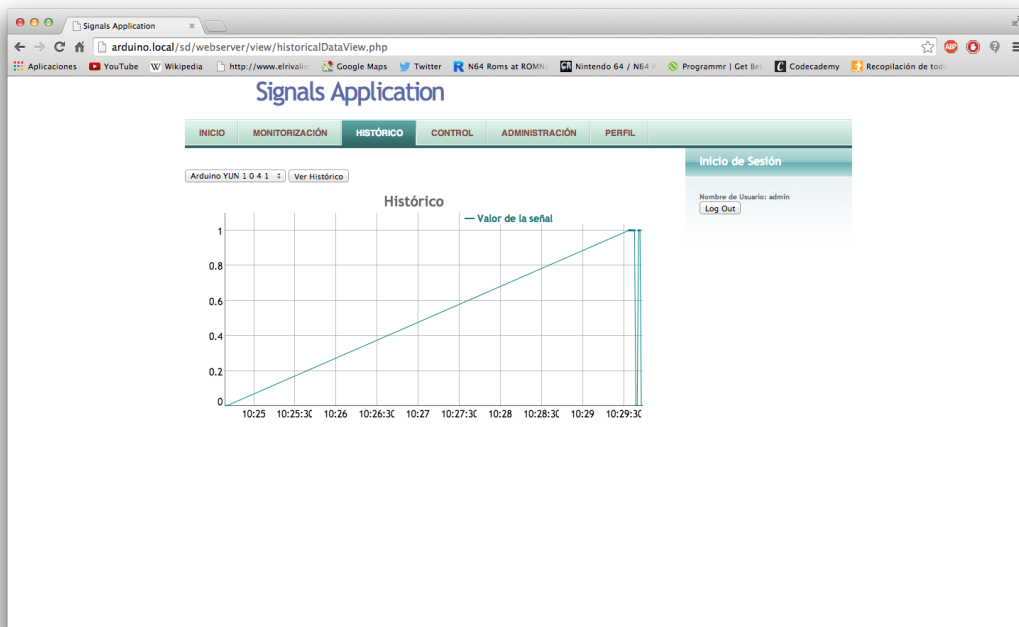 Signals Application
arduino.local/sd/webserver/view/historicalDataView.php
ABP
Aplicaciones YouTube W Wikipedia http://www.elrivalin Google Maps Twitter R N64 Roms at ROMN Nintendo 64 / N64 Programmr | Get Be Codecademy Recopilación de tod
Signals Application
INICIO MONITORIZACIÓN HISTÓRICO CONTROL ADMINISTRACIÓN PERFIL
Inicio de Sesión
Arduino YUN 1 0 4 1 Ver Histórico
Nombre de Usuario: admin
Log Out
Histórico
Valor de la señal
1
0.8
0.6
0.4
0.2
0
10:25 10:25:30 10:26 10:26:30 10:27 10:27:30 10:28 10:28:30 10:29 10:29:30